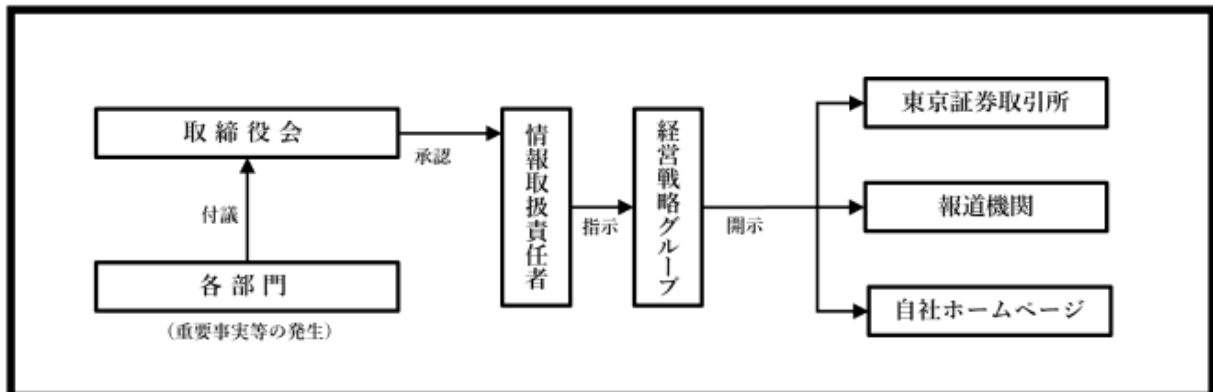 取締役会
承認
付議
各部門
（重要事実等の発生）
情報取扱責任者
指示
経営戦略グループ
開示
東京証券取引所
報道機関
自社ホームページ